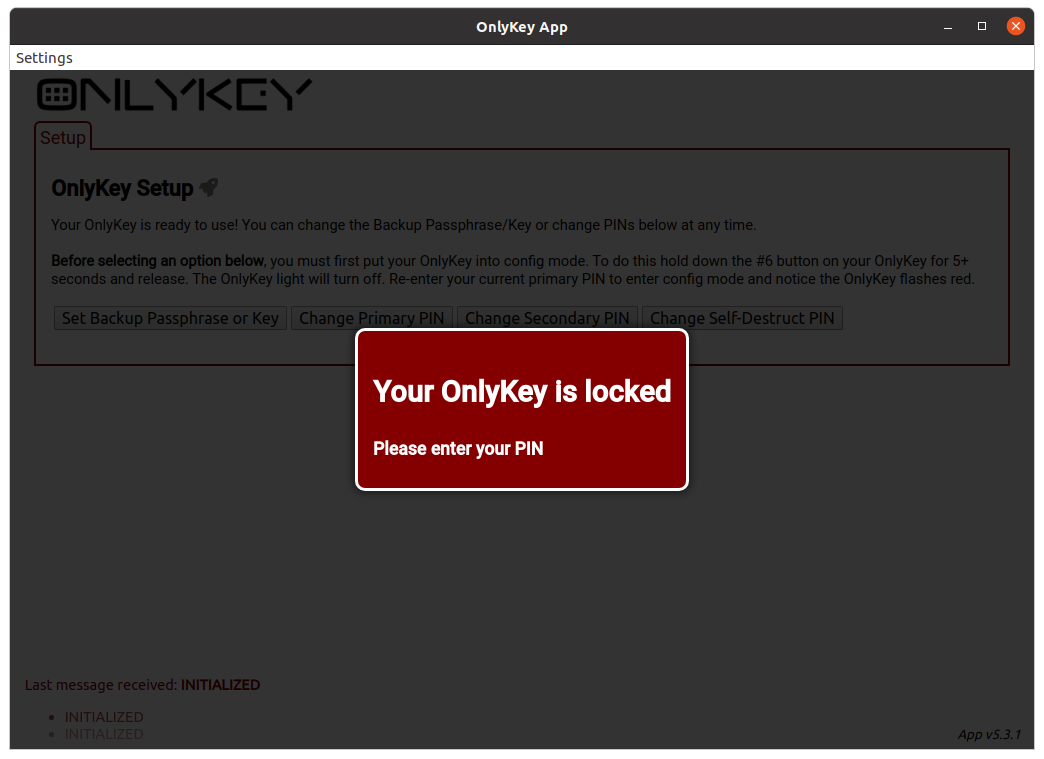 OnlyKey App
Settings
ONLYKEY
Setup
OnlyKey Setup
Your OnlyKey is ready to use! You can change the Backup Passphrase/Key or change PINs below at any time.
Before selecting an option below, you must first put your OnlyKey into config mode. To do this hold down the #6 button on your OnlyKey for 5+
seconds and release. The OnlyKey light will turn off. Re-enter your current primary PIN to enter config mode and notice the OnlyKey flashes red.
Set Backup Passphrase or Key Change Primary PIN Change Secondary PIN Change Self-Destruct PIN
Your OnlyKey is locked
Please enter your PIN
Last message received: INITIALIZED
• INITIALIZED
• INITIALIZED
App v5.3.1